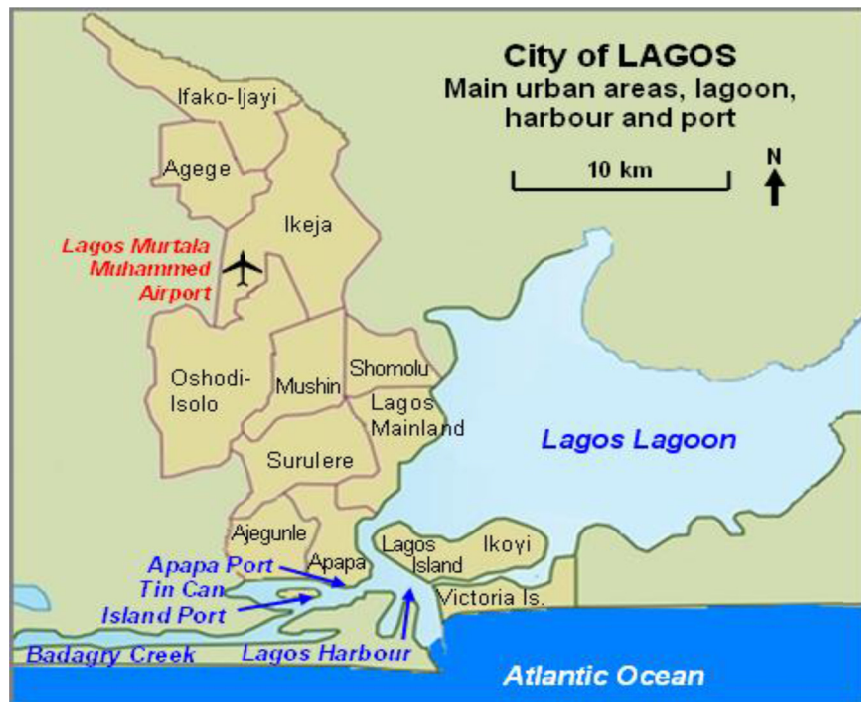 City of LAGOS
Main urban areas, lagoon,
harbour and port
10 km
N
Ifako-Ijayi
Agege
Ikeja
Lagos Murtala
Muhammed
Airport
Oshodi-
Isolo
Mushin
Shomolu
Lagos
Mainland
Surulere
Lagos Lagoon
Ajegunle
Apapa
Lagos
Island
Ikoyi
Victoria Is.
Apapa Port
Tin Can
Island Port
Badagry Creek
Lagos Harbour
Atlantic Ocean